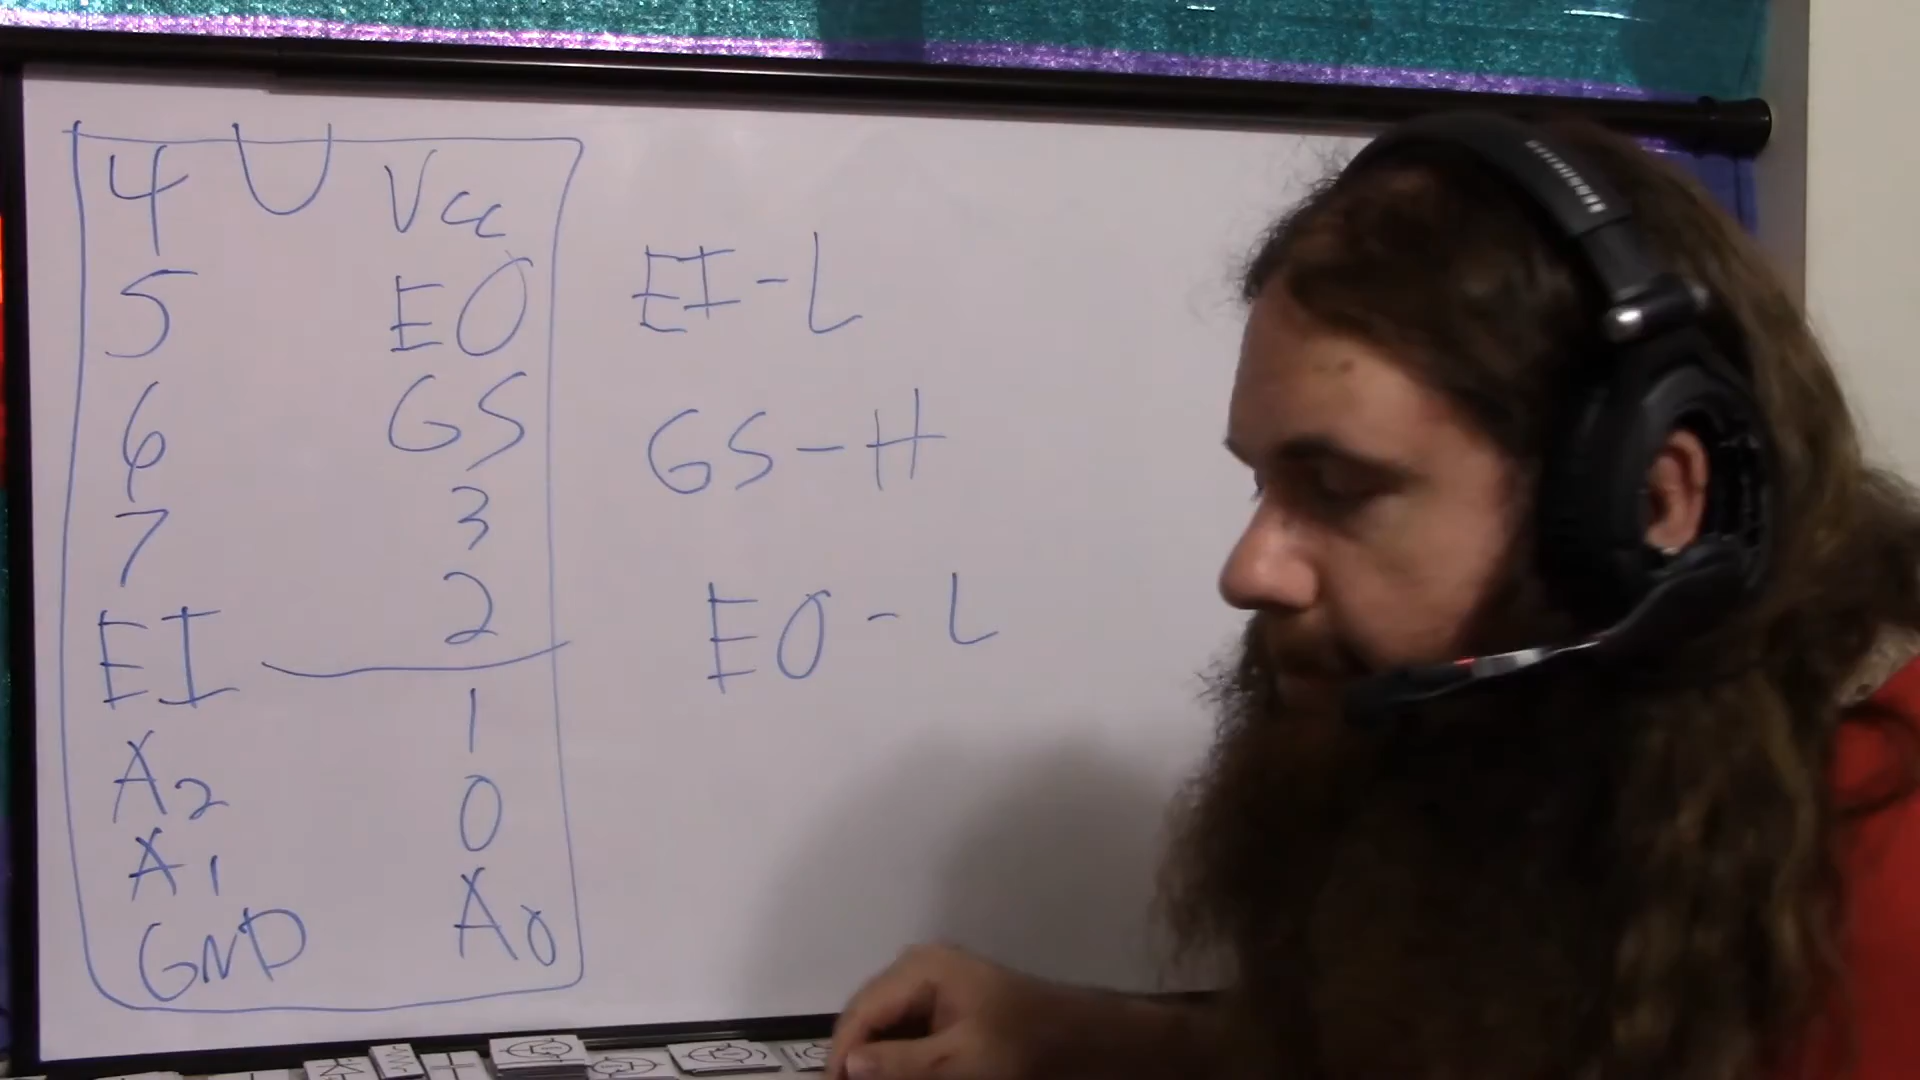 4 Vcc
5 EO
6 GS
7 3
2
EI
A2 1
A1 0
GND A0
EI-L
GS-H
EO-L